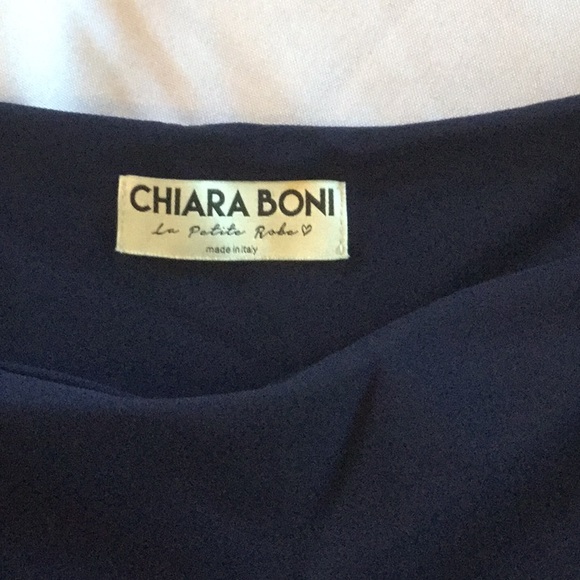 CHIARA BONI
La Petite Robe♡
made in italy